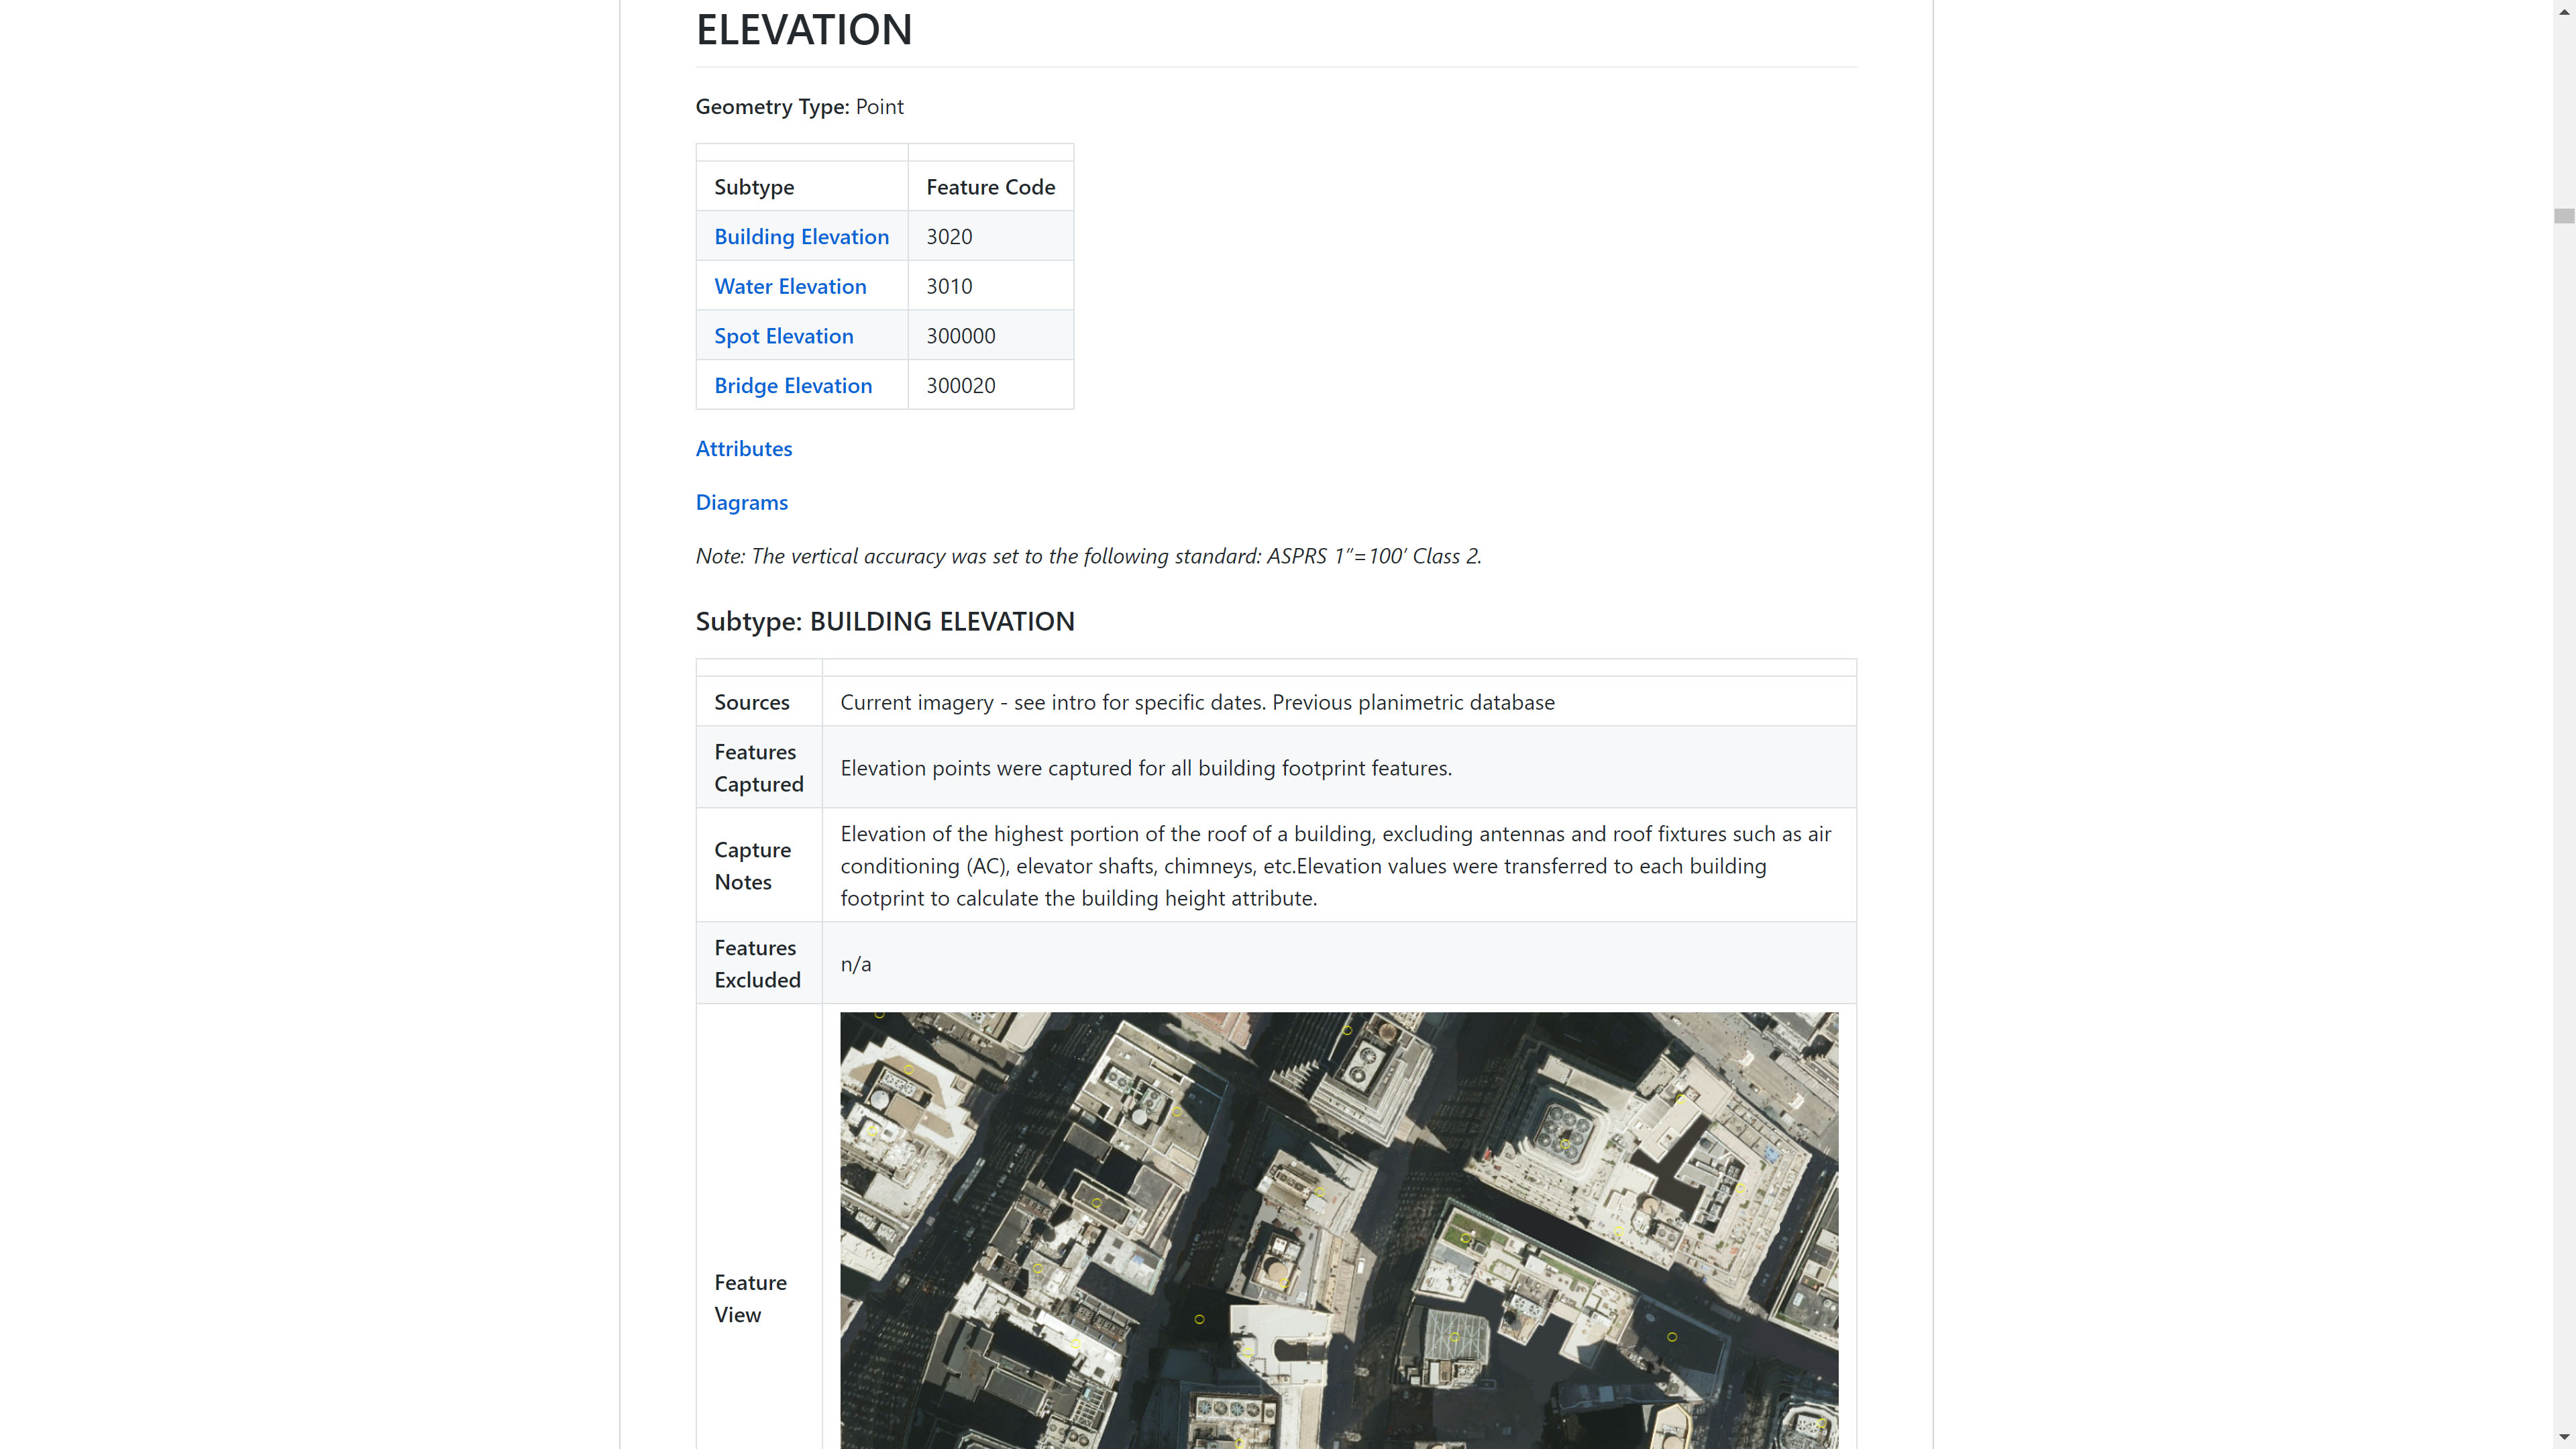 ELEVATION
Geometry Type: Point
Subtype Feature Code
Building Elevation 3020
Water Elevation 3010
Spot Elevation 300000
Bridge Elevation 300020
Attributes
Diagrams
Note: The vertical accuracy was set to the following standard: ASPRS 1”=100’ Class 2.
Subtype: BUILDING ELEVATION
Sources Current imagery - see intro for specific dates. Previous planimetric database
Features
Captured
Elevation points were captured for all building footprint features.
Capture
Notes
Elevation of the highest portion of the roof of a building, excluding antennas and roof fixtures such as air
conditioning (AC), elevator shafts, chimneys, etc.Elevation values were transferred to each building
footprint to calculate the building height attribute.
Features
Excluded
n/a
Feature
View